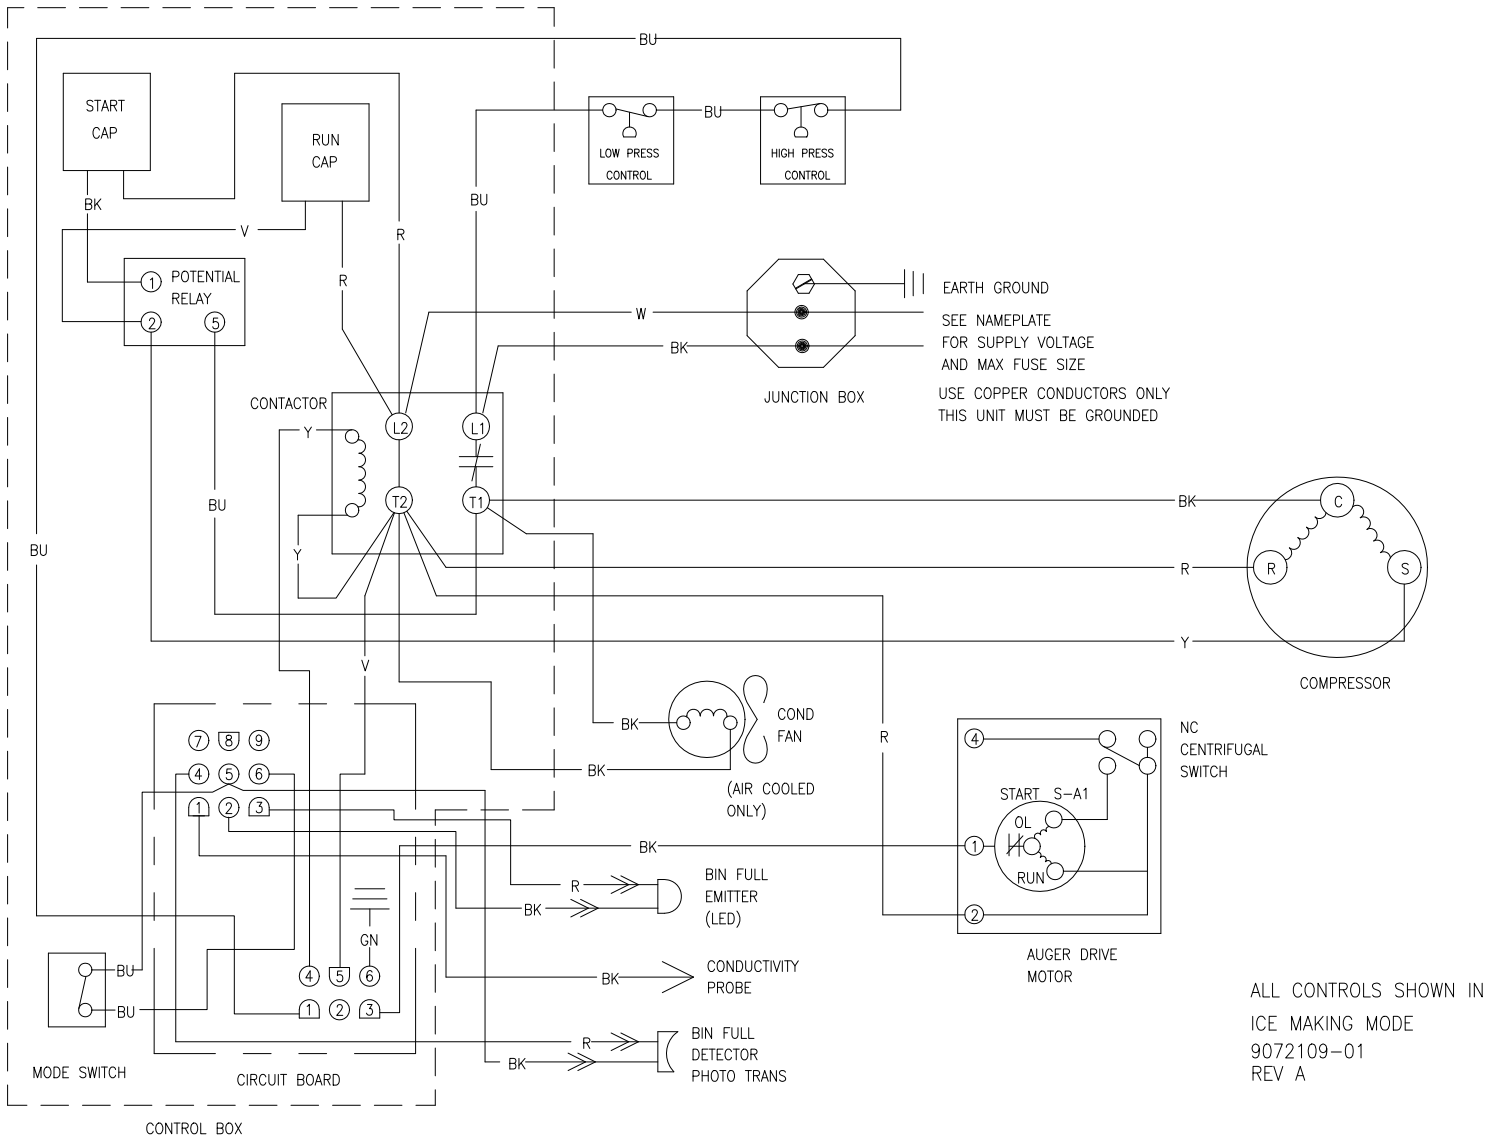 BU
START
CAP
RUN
CAP
LOW PRESS
CONTROL
BU
HIGH PRESS
CONTROL
BK
V
R
R
BU
1
POTENTIAL
RELAY
2
5
EARTH GROUND
W
SEE NAMEPLATE
FOR SUPPLY VOLTAGE
AND MAX FUSE SIZE
BK
JUNCTION BOX
USE COPPER CONDUCTORS ONLY
THIS UNIT MUST BE GROUNDED
CONTACTOR
Y
L2
L1
T2
T1
BK
C
BU
BU
Y
R
R
S
Y
V
COMPRESSOR
COND
FAN
BK
BK
(AIR COOLED
ONLY)
R
NC
CENTRIFUGAL
SWITCH
4
START S-A1
OL
1
RUN
2
AUGER DRIVE
MOTOR
7
8
9
4
5
6
1
2
3
BK
BIN FULL
EMITTER
(LED)
R
BK
GN
BU
BU
4
5
6
1
2
3
BK
CONDUCTIVITY
PROBE
R
BK
BIN FULL
DETECTOR
PHOTO TRANS
MODE SWITCH
CIRCUIT BOARD
CONTROL BOX
ALL CONTROLS SHOWN IN
ICE MAKING MODE
9072109-01
REV A